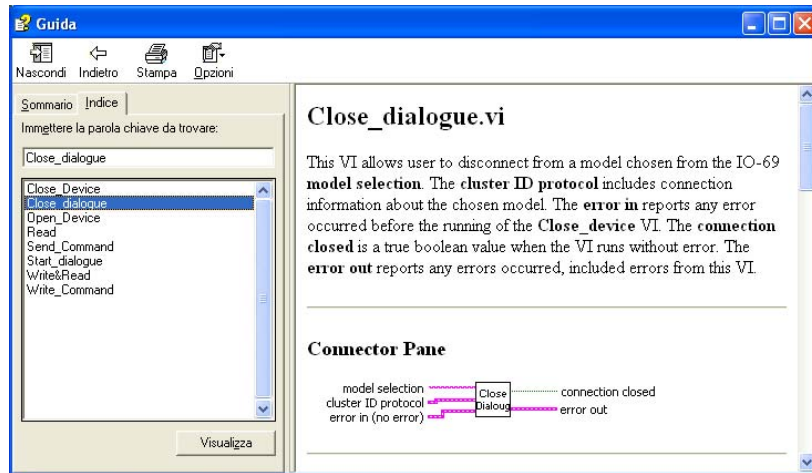 Guida
Nascondi Indietro Stampa Opzioni
Sommario Indice
Immettere la parola chiave da trovare:
Close_dialogue
Close_Device
Close_dialogue
Open_Device
Read
Send_Command
Start_dialogue
Write&Read
Write_Command
Visualizza
Close_dialogue.vi
This VI allows user to disconnect from a model chosen from the IO-69
model selection. The cluster ID protocol includes connection
information about the chosen model. The error in reports any error
occurred before the running of the Close_device VI. The connection
closed is a true boolean value when the VI runs without error. The
error out reports any errors occurred, included errors from this VI.
Connector Pane
model selection
cluster ID protocol
error in (no error)
Close
Dialoug
connection closed
error out